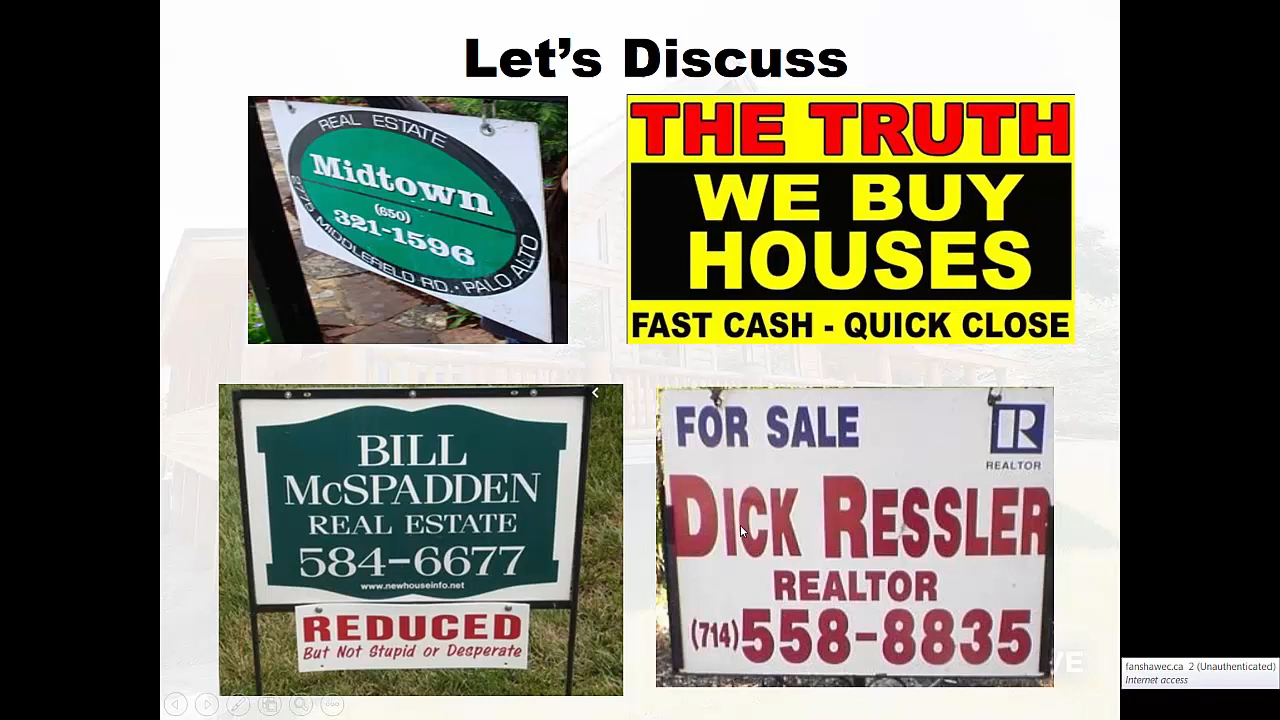 Let's Discuss
REAL ESTATE
Midtown
(650)
321-1596
2775 MIDDLEFIELD RD. • PALO ALTO
THE TRUTH
WE BUY
HOUSES
FAST CASH - QUICK CLOSE
BILL
McSPADDEN
REAL ESTATE
584-6677
www.newhouseinfo.net
REDUCED
But Not Stupid or Desperate
FOR SALE
R
REALTOR
DICK RESSLER
REALTOR
(714) 558-8835
fanshawec.ca 2 (Unauthenticated)
Internet access